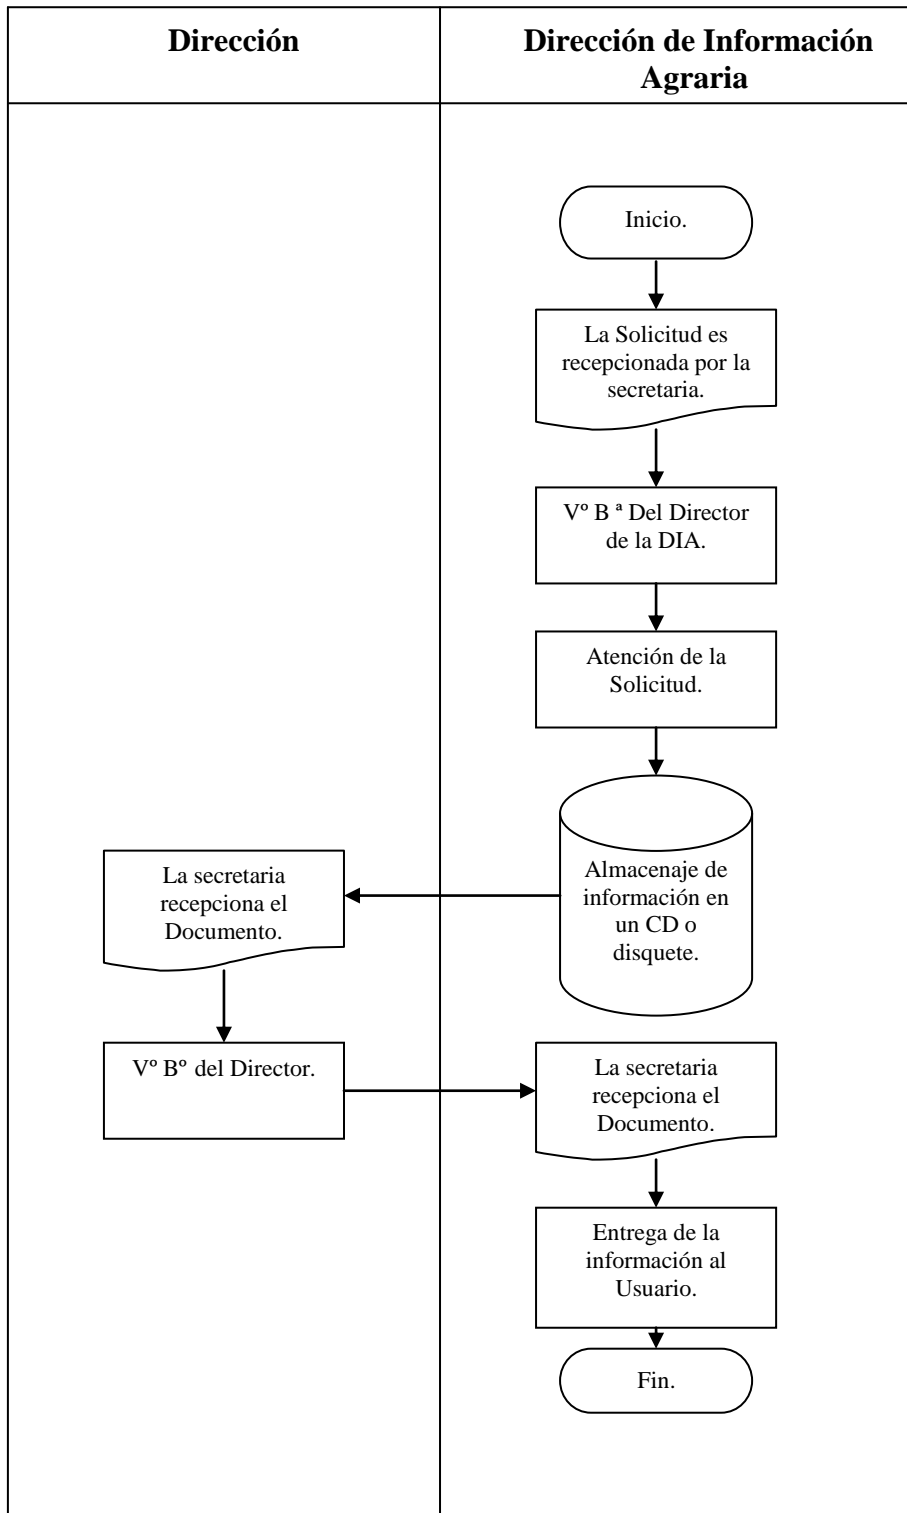 Dirección
Dirección de Información
Agraria
Inicio.
La Solicitud es
recepcionada por la
secretaria.
Vº B ª Del Director
de la DIA.
Atención de la
Solicitud.
Almacenaje de
información en
un CD o
disquete.
La secretaria
recepciona el
Documento.
Vº Bº del Director.
La secretaria
recepciona el
Documento.
Entrega de la
información al
Usuario.
Fin.